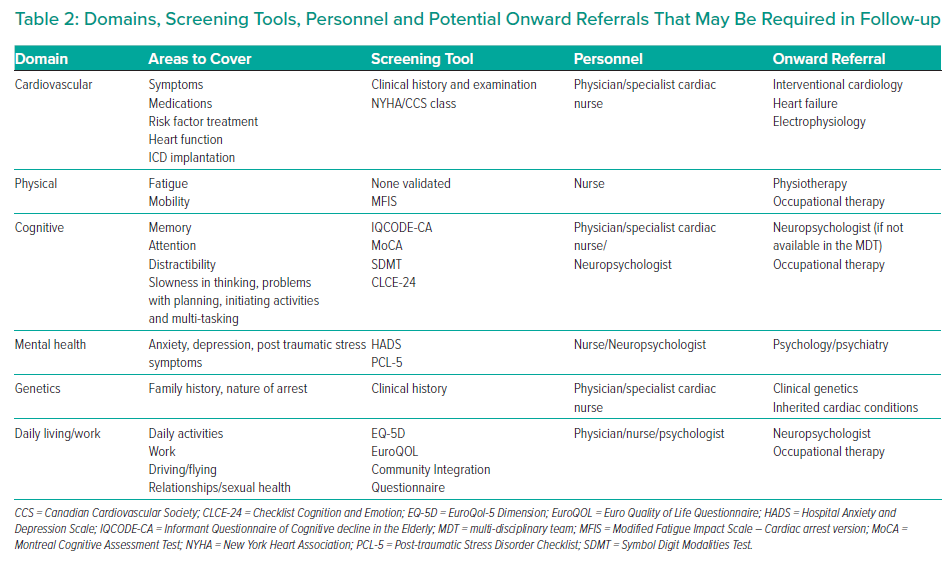 Table 2: Domains, Screening Tools, Personnel and Potential Onward Referrals That May Be Required in Follow-up
Domain Areas to Cover Screening Tool Personnel Onward Referral
Cardiovascular Symptoms Clinical history and examination Physician/specialist cardiac Interventional cardiology
Medications NYHA/CCS class nurse Heart failure
Risk factor treatment Electrophysiology
Heart function
ICD implantation
Physical Fatigue None validated Nurse Physiotherapy
Mobility MFIS Occupational therapy
Cognitive Memory IQCODE-CA Physician/specialist cardiac Neuropsychologist (if not
Attention MoCA nurse/ available in the MDT)
Distractibility SDMT Neuropsychologist Occupational therapy
Slowness in thinking, problems CLCE-24
with planning, initiating activities
and multi-tasking
Mental health Anxiety, depression, post traumatic stress HADS Nurse/Neuropsychologist Psychology/psychiatry
symptoms PCL-5
Genetics Family history, nature of arrest Clinical history Physician/specialist cardiac Clinical genetics
nurse Inherited cardiac conditions
Daily living/work Daily activities EQ-5D Physician/nurse/psychologist Neuropsychologist
Work EuroQOL Occupational therapy
Driving/flying Community Integration
Relationships/sexual health Questionnaire
CCS = Canadian Cardiovascular Society; CLCE-24 = Checklist Cognition and Emotion; EQ-5D = EuroQol-5 Dimension; EuroQOL = Euro Quality of Life Questionnaire; HADS = Hospital Anxiety and
Depression Scale; IQCODE-CA = Informant Questionnaire of Cognitive decline in the Elderly; MDT = multi-disciplinary team; MFIS = Modified Fatigue Impact Scale – Cardiac arrest version; MoCA =
Montreal Cognitive Assessment Test; NYHA = New York Heart Association; PCL-5 = Post-traumatic Stress Disorder Checklist; SDMT = Symbol Digit Modalities Test.